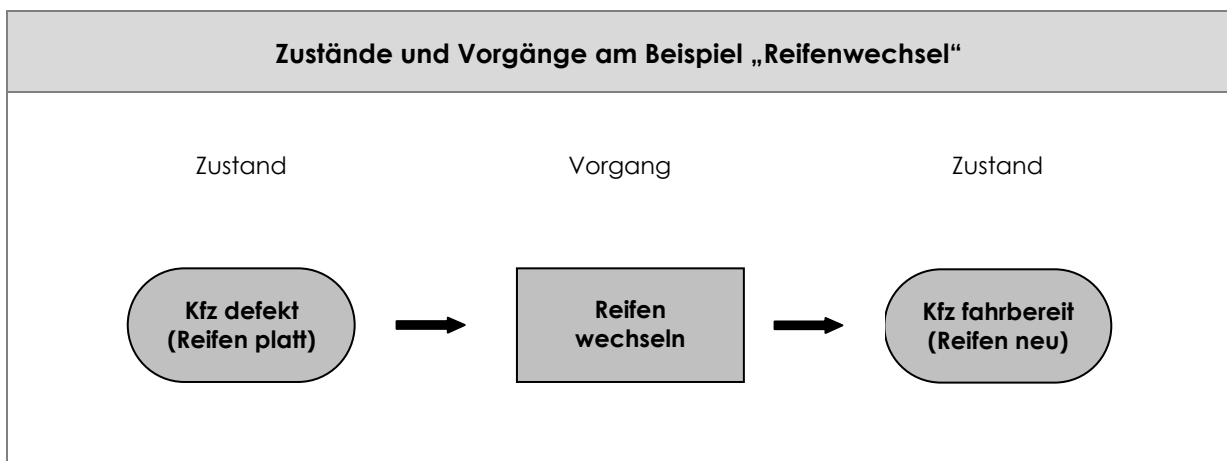 Zustände und Vorgänge am Beispiel „Reifenwechsel“
Zustand
Vorgang
Zustand
Kfz defekt
(Reifen platt)
Reifen
wechseln
Kfz fahrbereit
(Reifen neu)